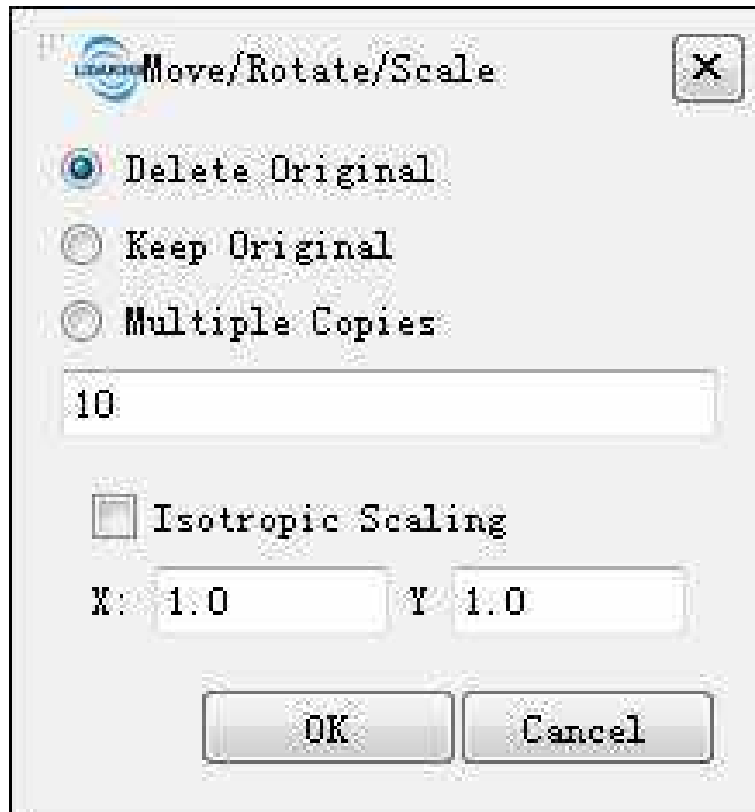 Move/Rotate/Scale
Delete Original
Keep Original
Multiple Copies
10
Isotropic Scaling
X: 1.0 Y 1.0
OK Cancel